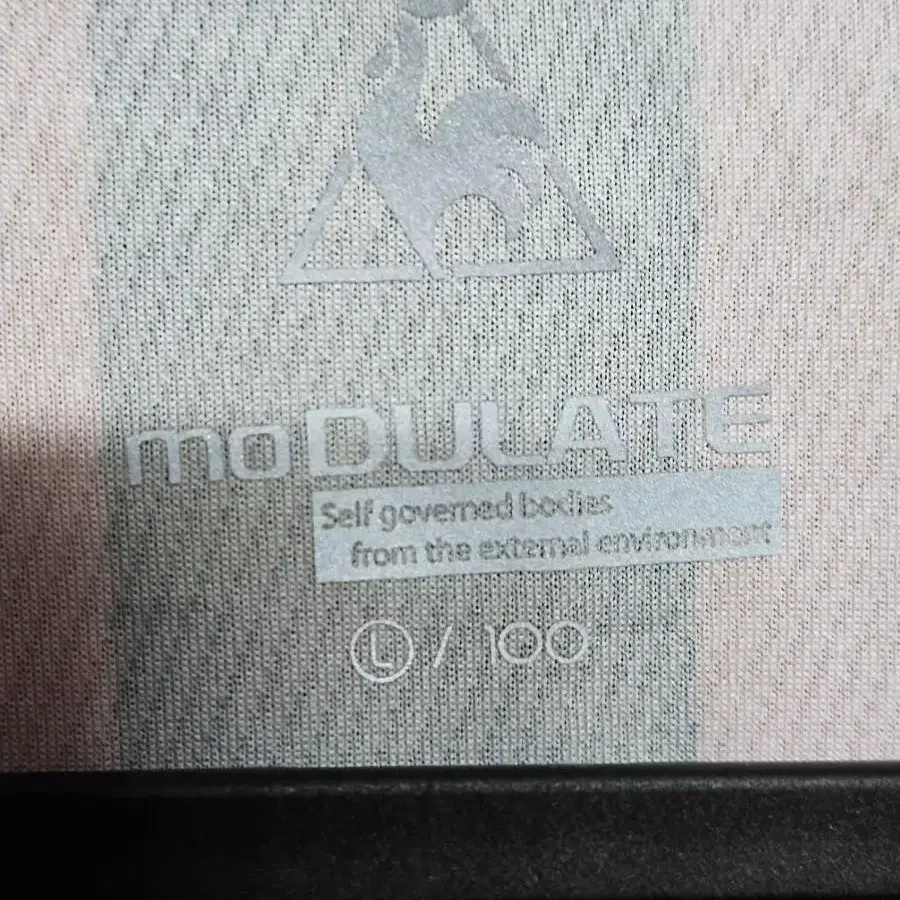 moDULATE
Self governed bodies
from the external environment
L / 100